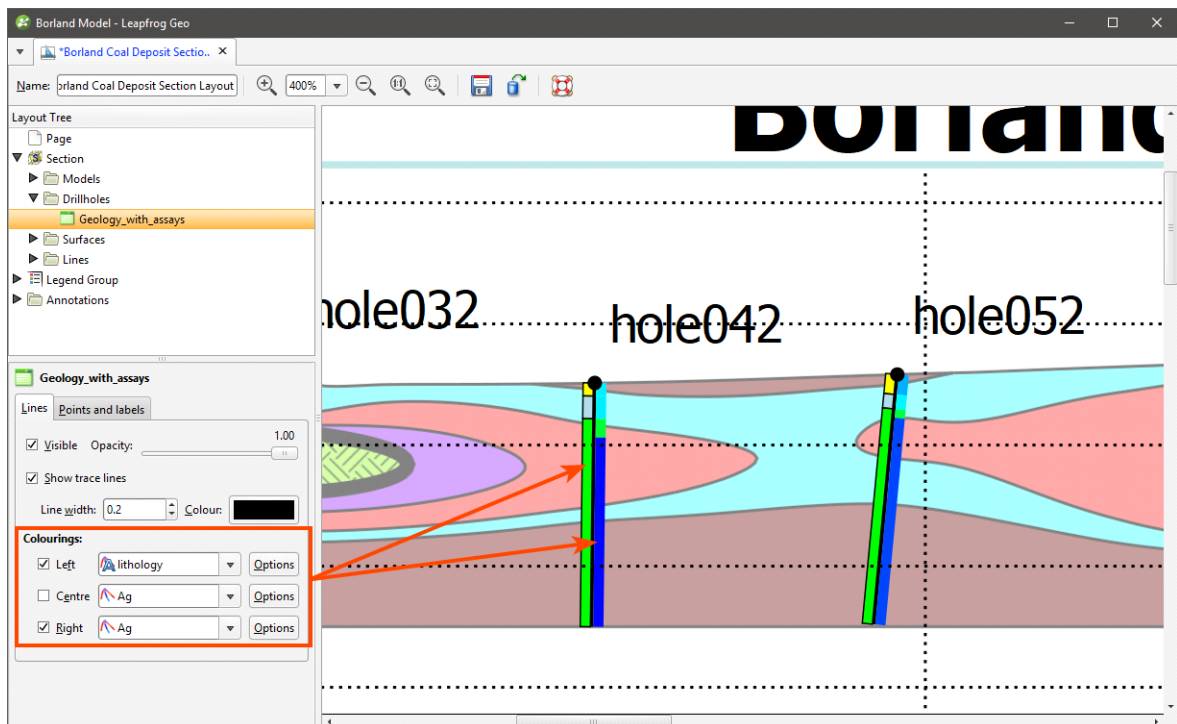 Borland Model - Leapfrog Geo
*Borland Coal Deposit Sectio..
Name: orland Coal Deposit Section Layout 400%
Layout Tree
Page
Section
Models
Drillholes
Geology_with_assays
Surfaces
Lines
Legend Group
Annotations
Geology_with_assays
Lines Points and labels
Visible Opacity: 1.00
Show trace lines
Line width: 0.2 Colour:
Colourings:
Left lithology Options
Centre Ag Options
Right Ag Options
Borland
hole032
hole042
hole052